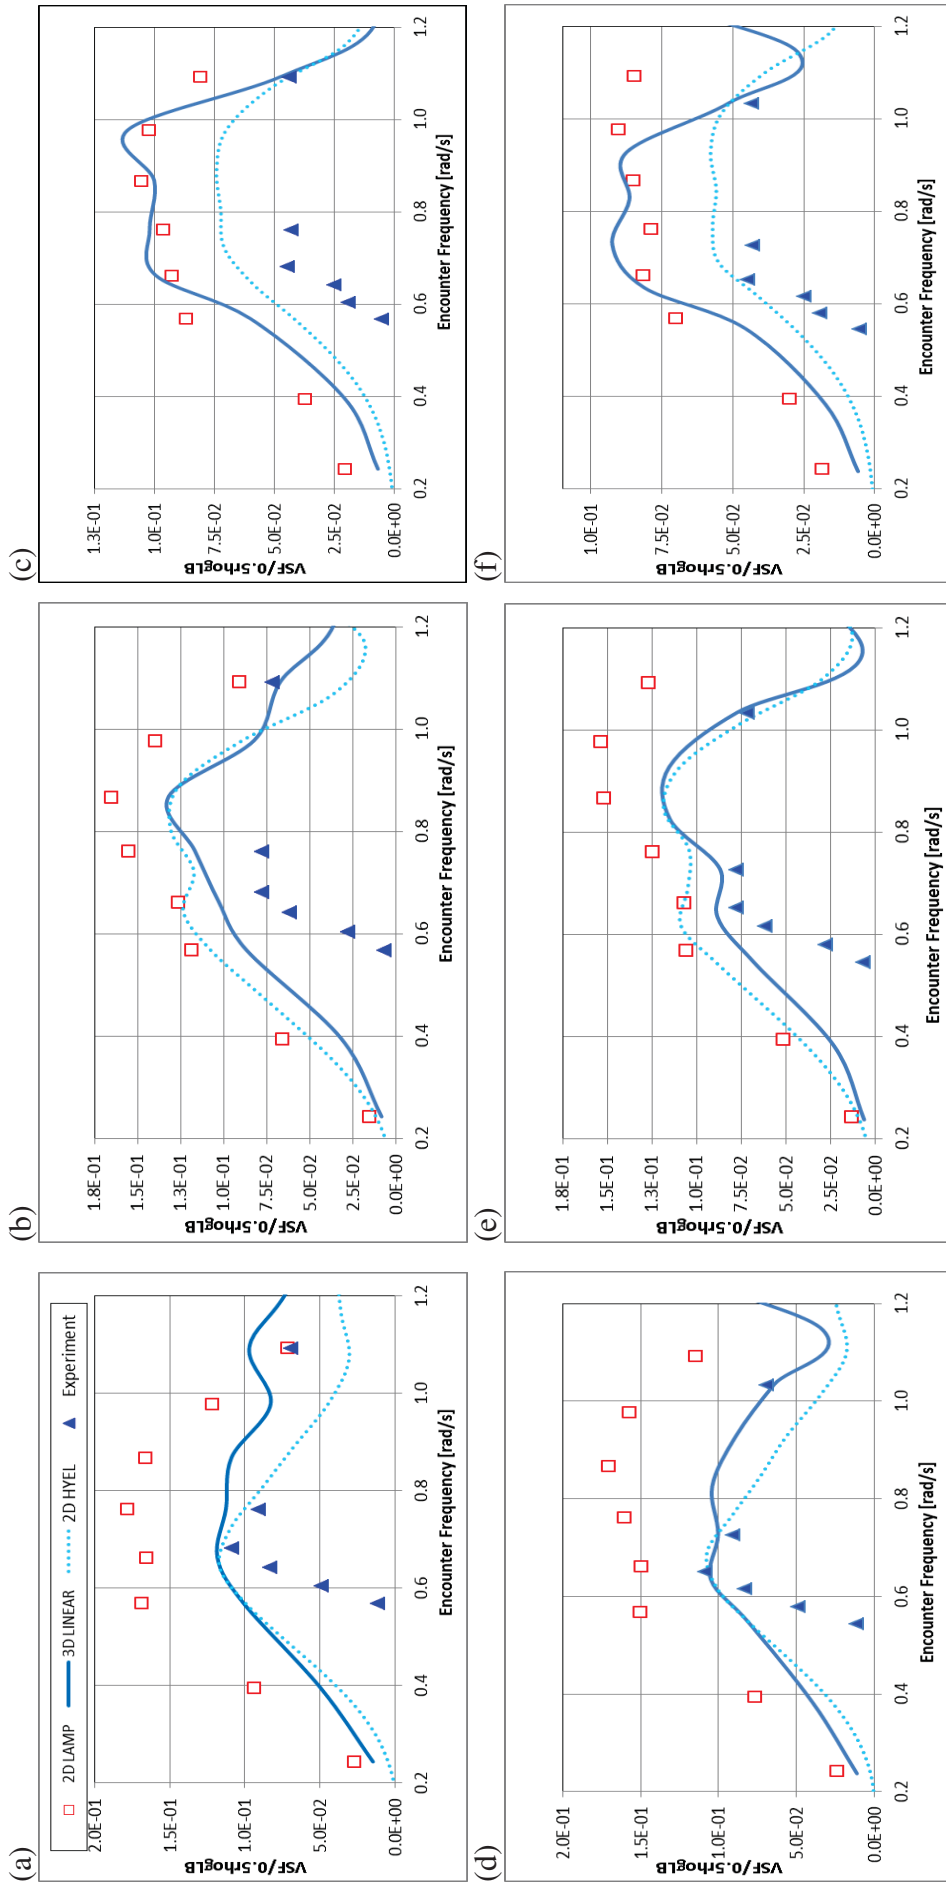 (a)
2D LAMP 3D LINEAR 2D HYEL Experiment
2.0E-01
1.5E-01
1.0E-01
5.0E-02
0.0E+00
VSF/0.5rhogLB
0.2 0.4 0.6 0.8 1.0 1.2
Encounter Frequency [rad/s]
(b)
1.8E-01
1.5E-01
1.3E-01
1.0E-01
7.5E-02
5.0E-02
2.5E-02
0.0E+00
VSF/0.5rhogLB
0.2 0.4 0.6 0.8 1.0 1.2
Encounter Frequency [rad/s]
(c)
1.3E-01
1.0E-01
7.5E-02
5.0E-02
2.5E-02
0.0E+00
VSF/0.5rhogLB
0.2 0.4 0.6 0.8 1.0 1.2
Encounter Frequency [rad/s]
(d)
2.0E-01
1.5E-01
1.0E-01
5.0E-02
0.0E+00
VSF/0.5rhogLB
0.2 0.4 0.6 0.8 1.0 1.2
Encounter Frequency [rad/s]
(e)
1.8E-01
1.5E-01
1.3E-01
1.0E-01
7.5E-02
5.0E-02
2.5E-02
0.0E+00
VSF/0.5rhogLB
0.2 0.4 0.6 0.8 1.0 1.2
Encounter Frequency [rad/s]
(f)
1.0E-01
7.5E-02
5.0E-02
2.5E-02
0.0E+00
VSF/0.5rhogLB
0.2 0.4 0.6 0.8 1.0 1.2
Encounter Frequency [rad/s]